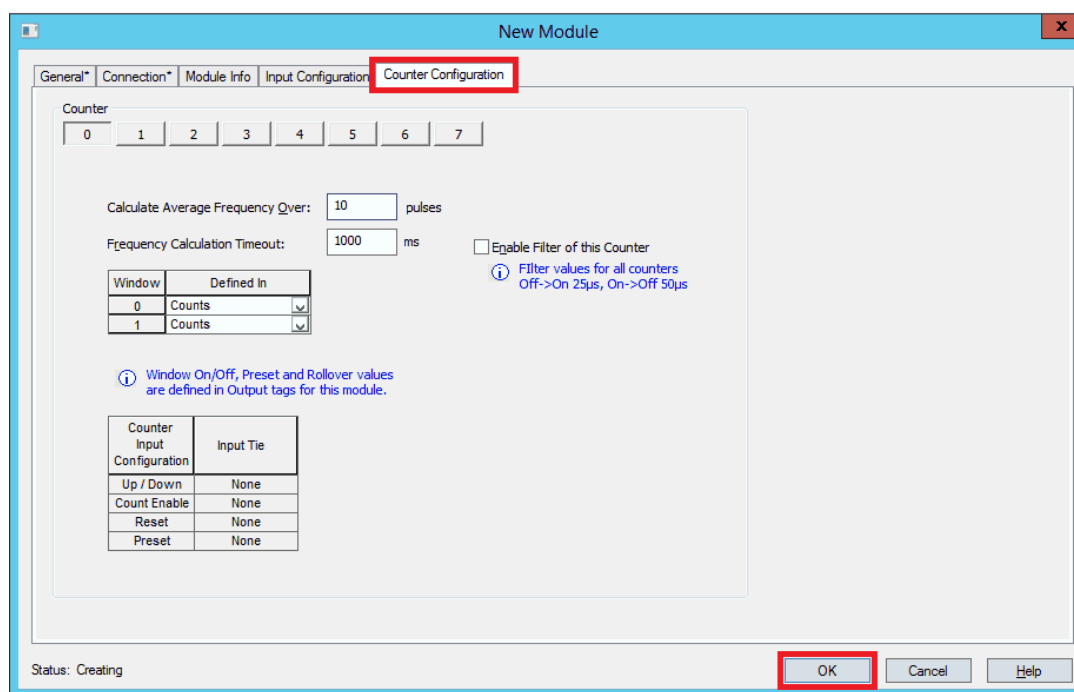 New Module
x
General* Connection* Module Info Input Configuration Counter Configuration
Counter
0 1 2 3 4 5 6 7
Calculate Average Frequency Over: 10 pulses
Frequency Calculation Timeout: 1000 ms
Enable Filter of this Counter
FIlter values for all counters
Off->On 25µs, On->Off 50µs
Window Defined In
0 Counts
1 Counts
Window On/Off, Preset and Rollover values
are defined in Output tags for this module.
Counter
Input
Configuration
Input Tie
Up / Down None
Count Enable None
Reset None
Preset None
Status: Creating
OK Cancel Help